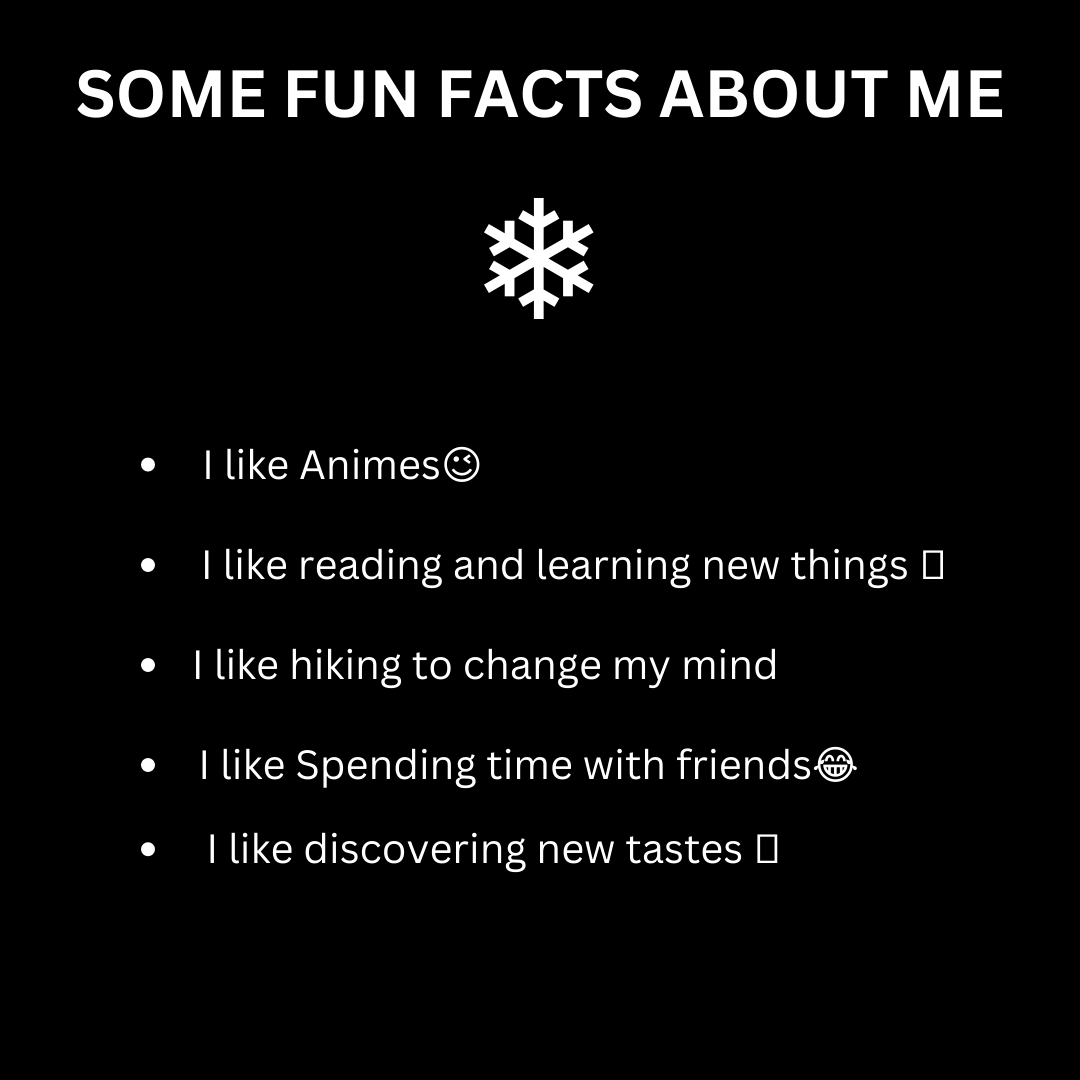 SOME FUN FACTS ABOUT ME
❄
• I like Animes😉
• I like reading and learning new things 
• I like hiking to change my mind
• I like Spending time with friends😂
• I like discovering new tastes